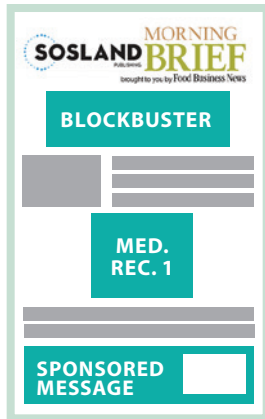 MORNING
SOSLAND BRIEF
PUBLISHING
brought to you by Food Business News
BLOCKBUSTER
MED.
REC. 1
SPONSORED
MESSAGE